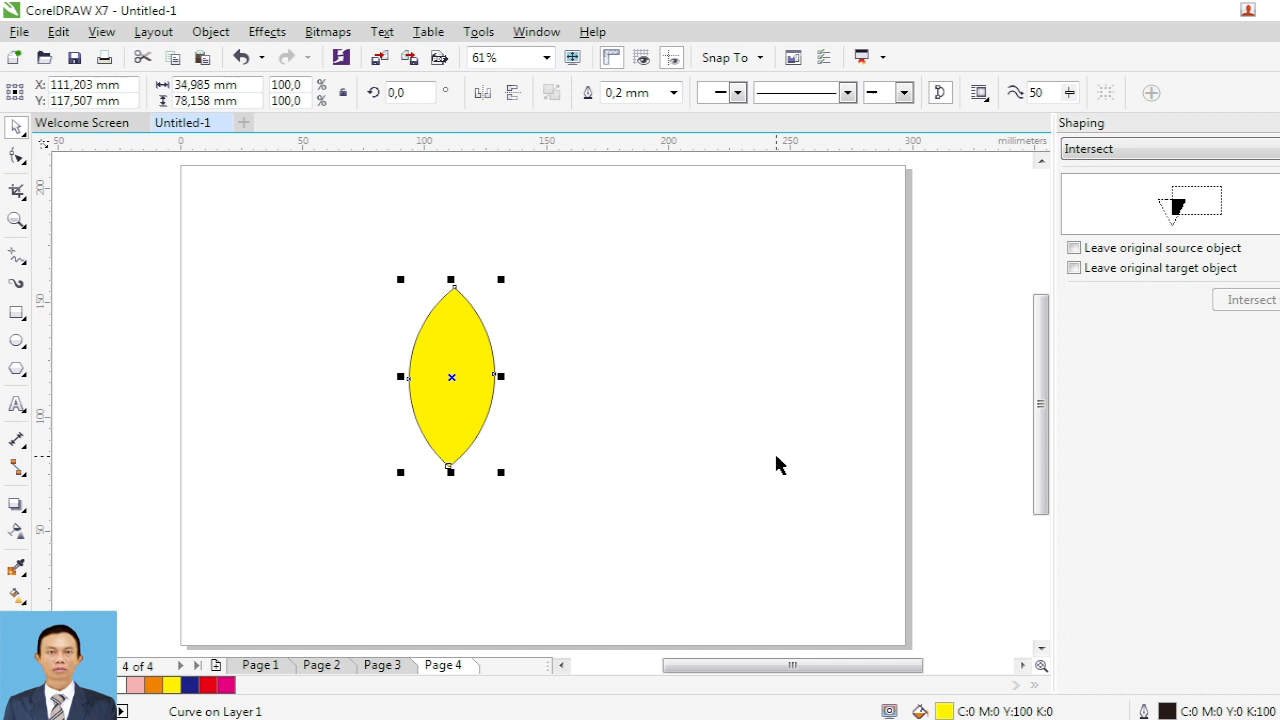 CorelDRAW X7 - Untitled-1
File Edit View Layout Object Effects Bitmaps Text Table Tools Window Help
61% Snap To
X: 111,203 mm 34,985 mm 100,0 %
Y: 117,507 mm 78,158 mm 100,0 %
0,0 °
0,2 mm
50
Welcome Screen Untitled-1
Shaping
50 0 50 100 150 200 250 300 millimeters
Intersect
200
150
100
50
Leave original source object
Leave original target object
Intersect
4 of 4 Page 1 Page 2 Page 3 Page 4
Curve on Layer 1 C:0 M:0 Y:100 K:0 C:0 M:0 Y:0 K:100